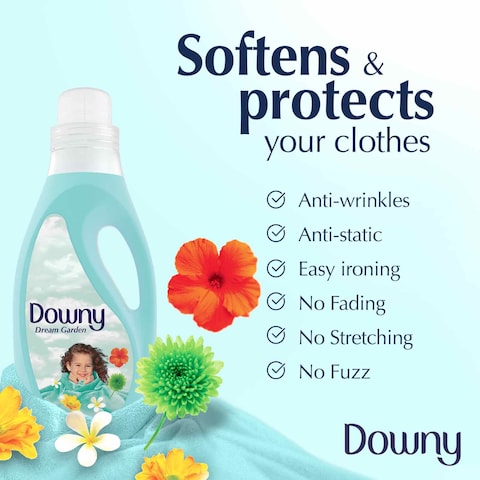 Softens &
protects
your clothes
Anti-wrinkles
Anti-static
Easy ironing
No Fading
No Stretching
No Fuzz
Downy
Dream Garden
Downy